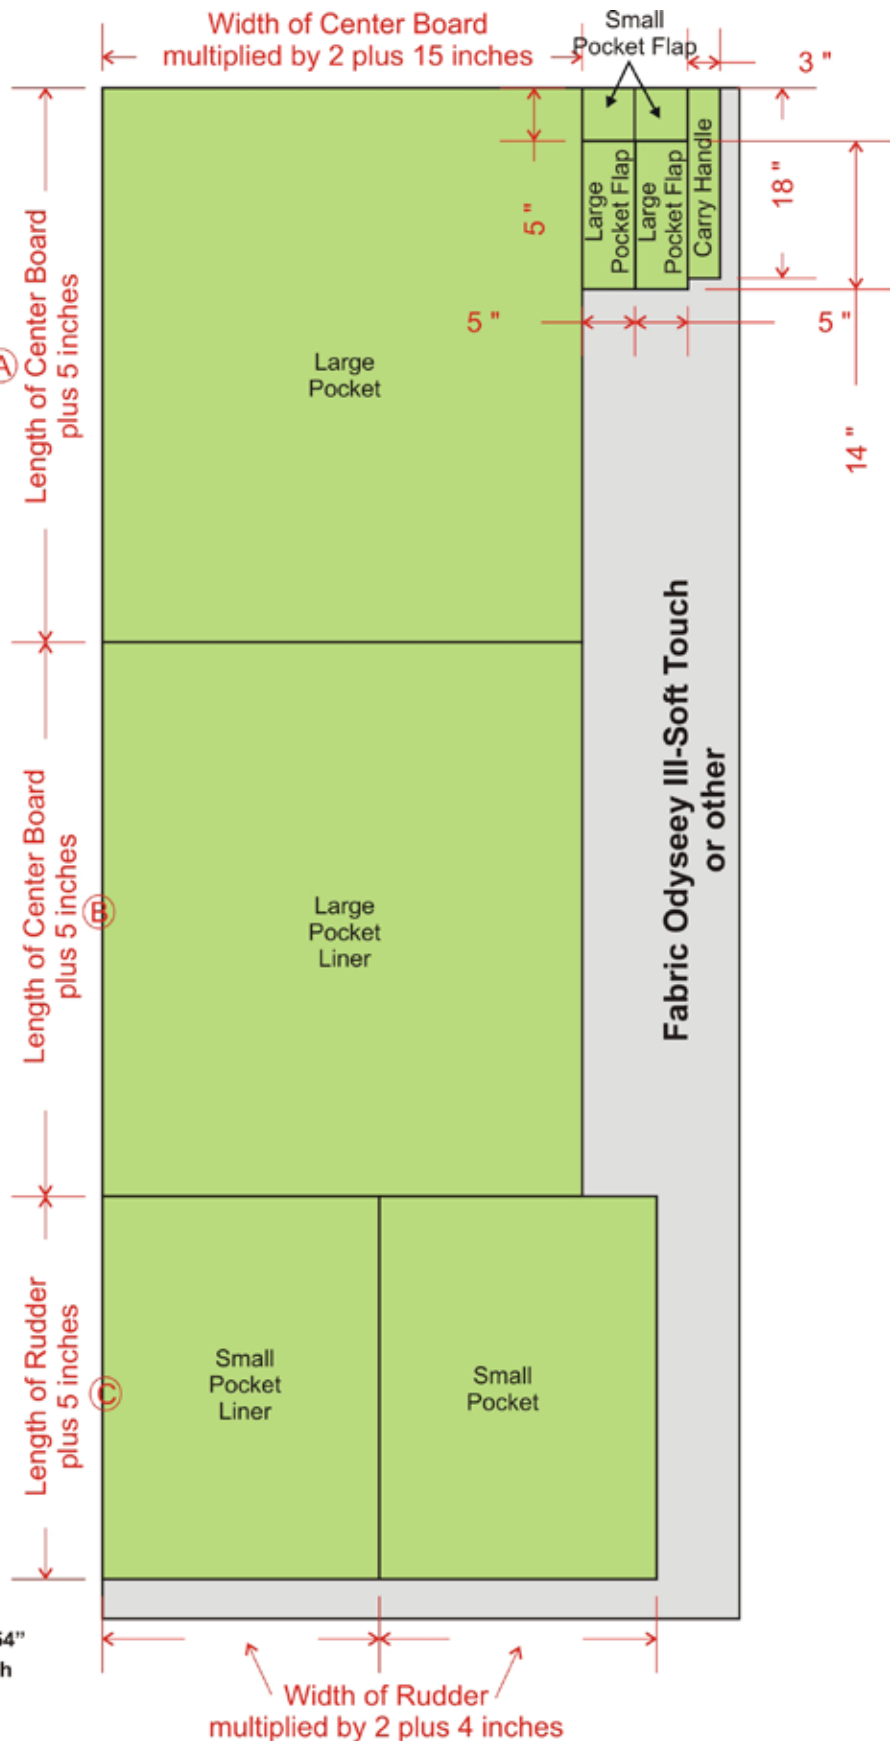 Width of Center Board
multiplied by 2 plus 15 inches
Small
Pocket Flap
3 "
18 "
5 "
Large
Pocket Flap
Large
Pocket Flap
Carry Handle
5 "
5 "
14 "
A
Length of Center Board
plus 5 inches
Large
Pocket
Fabric Odyseey III-Soft Touch
or other
B
Length of Center Board
plus 5 inches
Large
Pocket
Liner
C
Length of Rudder
plus 5 inches
Small
Pocket
Liner
Small
Pocket
Width of Rudder
multiplied by 2 plus 4 inches